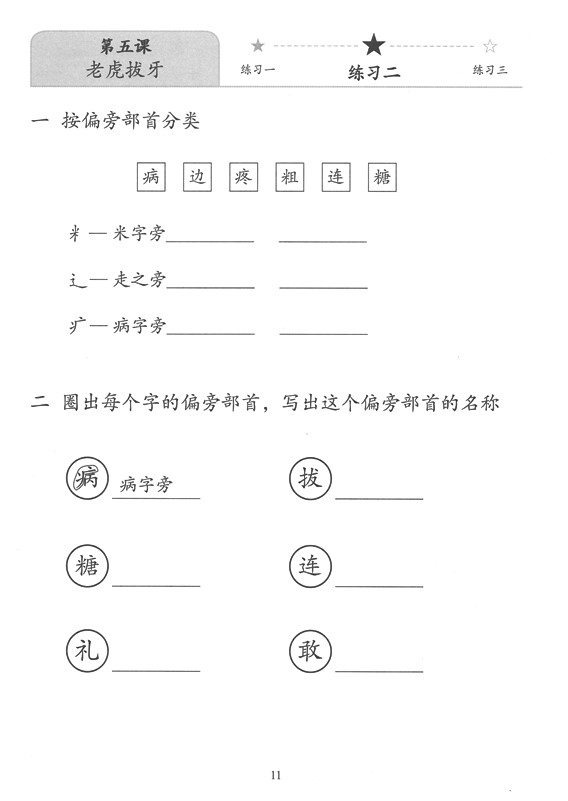 第五课
老虎拔牙
练习一 练习二 练习三
一 按偏旁部首分类
病 边 疼 粗 连 糖
米 — 米字旁
辶 — 走之旁
疒 — 病字旁
二 圈出每个字的偏旁部首，写出这个偏旁部首的名称
病 病字旁 拔
糖 连
礼 敢
11